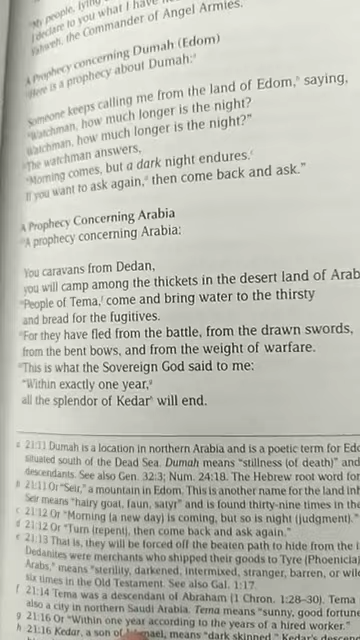 "My people, lying
I declare to you what I have
Yahweh, the Commander of Angel Armies.
A Prophecy concerning Dumah (Edom)
Here is a prophecy about Dumah:
Someone keeps calling me from the land of Edom, saying,
"Watchman, how much longer is the night?
Watchman, how much longer is the night?"
The watchman answers,
"Morning comes, but a dark night endures.
If you want to ask again, then come back and ask."
A Prophecy Concerning Arabia
A prophecy concerning Arabia:
You caravans from Dedan,
you will camp among the thickets in the desert land of Arab
People of Tema, come and bring water to the thirsty
and bread for the fugitives.
For they have fled from the battle, from the drawn swords,
from the bent bows, and from the weight of warfare.
This is what the Sovereign God said to me:
"Within exactly one year,
all the splendor of Kedar will end.
a 21:11 Dumah is a location in northern Arabia and is a poetic term for Edo
situated south of the Dead Sea. Dumah means "stillness (of death)" and
descendants. See also Gen. 32:3; Num. 24:18. The Hebrew root word for
b 21:11 Or "Seir," a mountain in Edom. This is another name for the land inh
Seir means "hairy goat, faun, satyr" and is found thirty-nine times in the
c 21:12 Or "Morning (a new day) is coming, but so is night (judgment)."
d 21:12 Or "Turn (repent), then come back and ask again."
e 21:13 That is, they will be forced off the beaten path to hide from the i
Dedanites were merchants who shipped their goods to Tyre (Phoenicia)
Arabs," means "sterility, darkened, intermixed, stranger, barren, or wil
six times in the Old Testament. See also Gal. 1:17.
f 21:14 Tema was a descendant of Abraham (1 Chron. 1:28–30). Tema
also a city in northern Saudi Arabia. Tema means "sunny, good fortune
g 21:16 Or "Within one year according to the years of a hired worker."
h 21:16 Kedar, a son of means "dark skinned." Kedar's desc